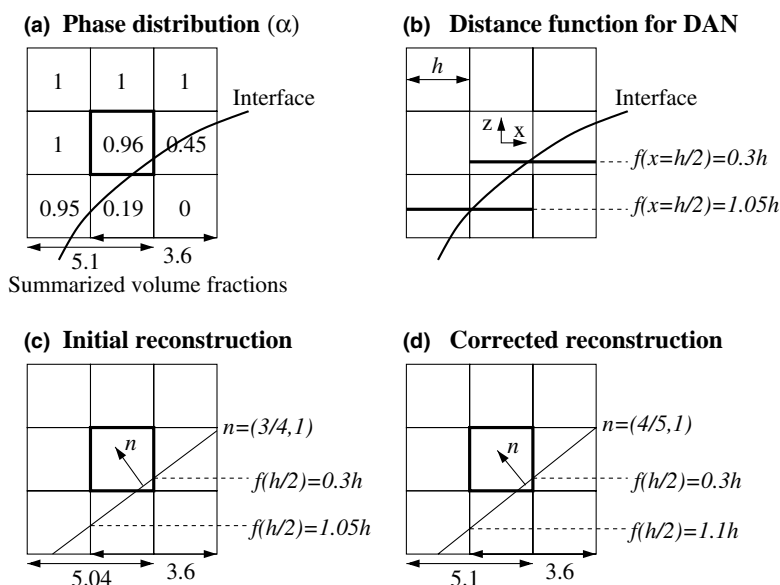 (a) Phase distribution (α)
1 1 1
Interface
1 0.96 0.45
0.95 0.19 0
5.1 3.6
Summarized volume fractions
(b) Distance function for DAN
h
Interface
z x
f(x=h/2)=0.3h
f(x=h/2)=1.05h
(c) Initial reconstruction
n=(3/4,1)
n
f(h/2)=0.3h
f(h/2)=1.05h
5.04 3.6
(d) Corrected reconstruction
n=(4/5,1)
n
f(h/2)=0.3h
f(h/2)=1.1h
5.1 3.6